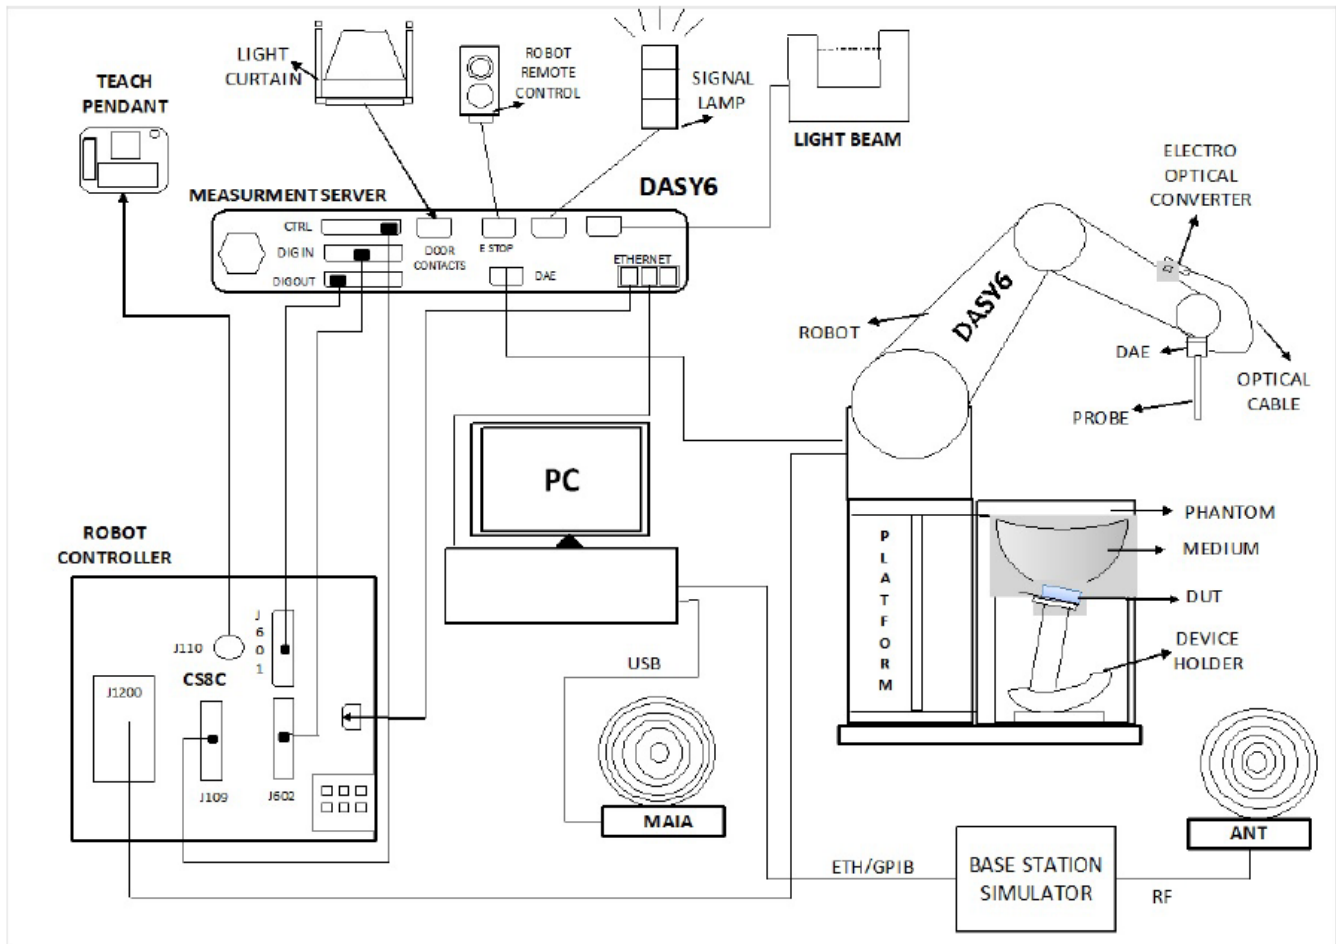 LIGHT
CURTAIN
ROBOT
REMOTE
CONTROL
SIGNAL
LAMP
LIGHT BEAM
TEACH
PENDANT
MEASURMENT SERVER
DASY6
CTRL
DIG IN
DIGOUT
DOOR
CONTACTS
E STOP
DAE
ETHERNET
ELECTRO
OPTICAL
CONVERTER
ROBOT
DASY6
DAE
PROBE
OPTICAL
CABLE
PC
ROBOT
CONTROLLER
J110
J
6
0
1
CS8C
J1200
J109
J602
USB
MAIA
P
L
A
T
F
O
R
M
PHANTOM
MEDIUM
DUT
DEVICE
HOLDER
ANT
ETH/GPIB
BASE STATION
SIMULATOR
RF